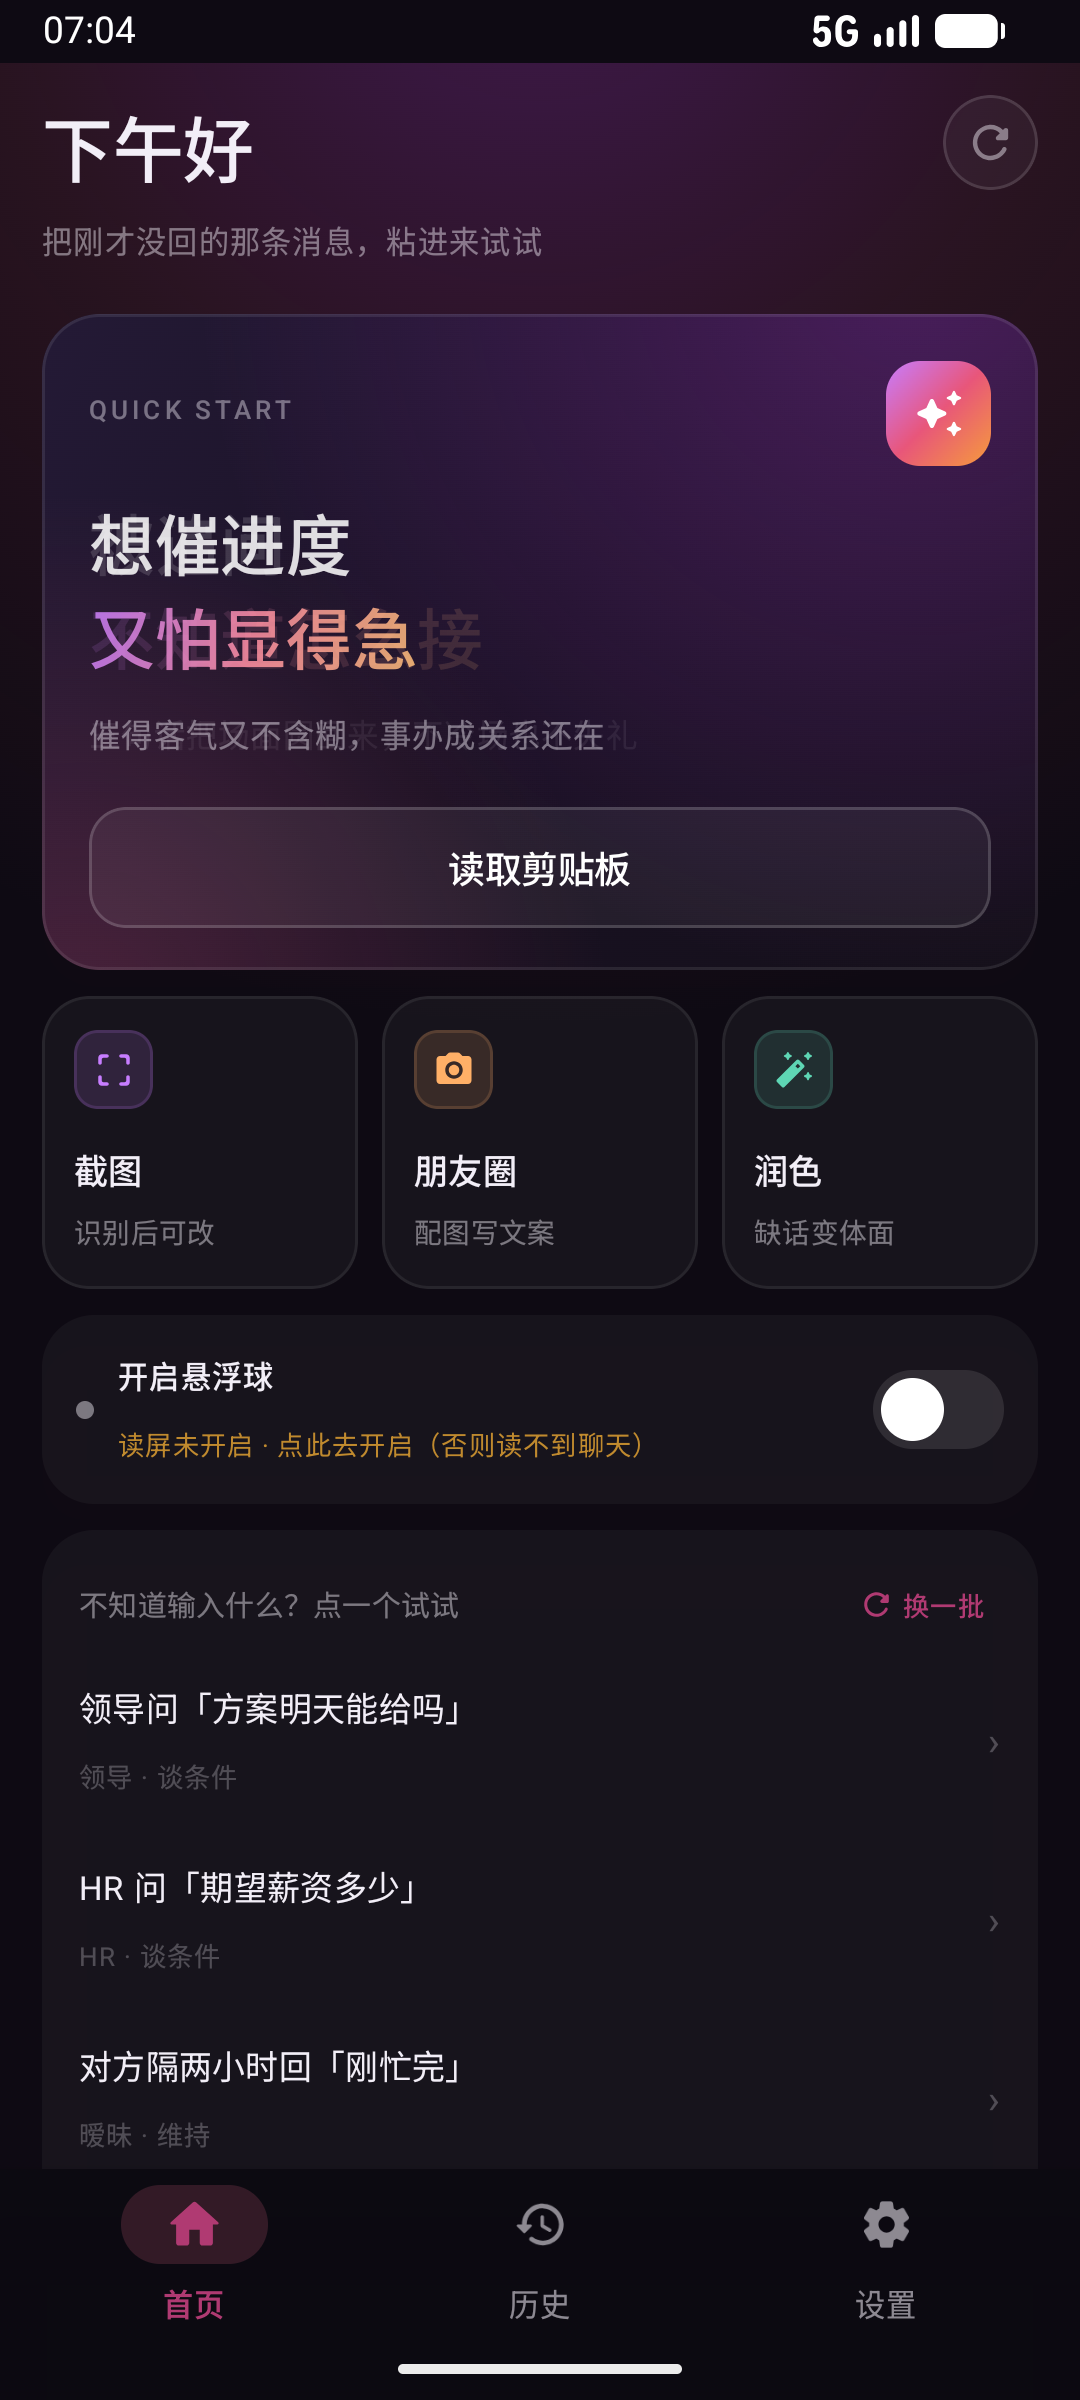 07:04
5G
下午好
把刚才没回的那条消息，粘进来试试
QUICK START
想催进度
又怕显得急
接
催得客气又不含糊，事办成关系还在
礼
读取剪贴板
截图
识别后可改
朋友圈
配图写文案
润色
缺话变体面
开启悬浮球
读屏未开启 · 点此去开启（否则读不到聊天）
不知道输入什么？点一个试试
换一批
领导问「方案明天能给吗」
领导 · 谈条件
HR 问「期望薪资多少」
HR · 谈条件
对方隔两小时回「刚忙完」
暧昧 · 维持
首页
历史
设置